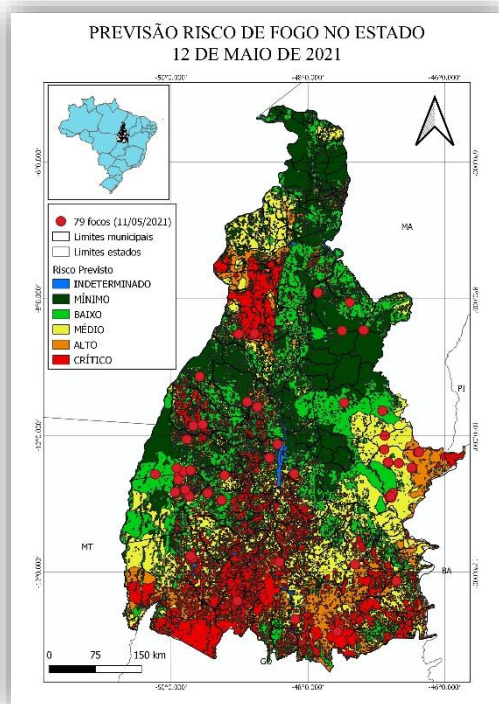 PREVISÃO RISCO DE FOGO NO ESTADO
12 DE MAIO DE 2021
-50°0.000'
-48°0.000'
-46°0.000'
79 focos (11/05/2021)
Limites municipais
Limites estados
Risco Previsto
INDETERMINADO
MÍNIMO
BAIXO
MÉDIO
ALTO
CRÍTICO
MA
PI
MT
BA
GO
0 75 150 km
-50°0.000'
-48°0.000'
-46°0.000'